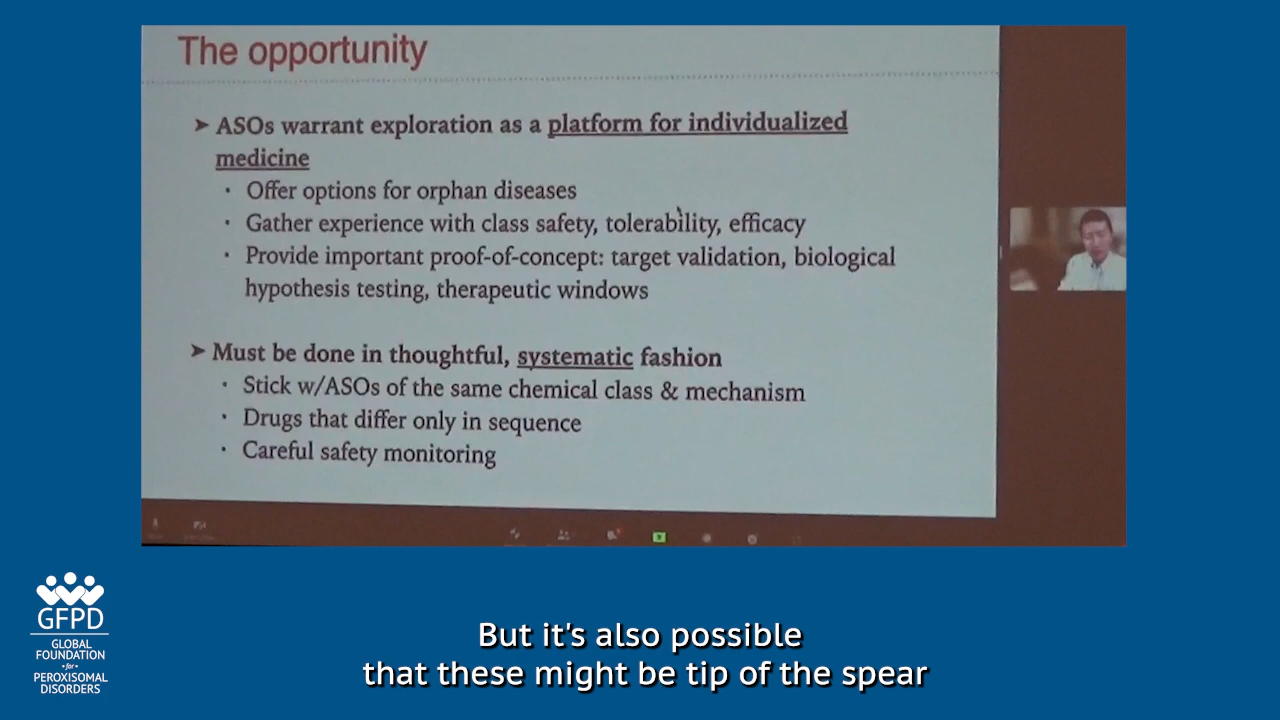 The opportunity
➤ ASOs warrant exploration as a platform for individualized
medicine
· Offer options for orphan diseases
· Gather experience with class safety, tolerability, efficacy
· Provide important proof-of-concept: target validation, biological
hypothesis testing, therapeutic windows
➤ Must be done in thoughtful, systematic fashion
· Stick w/ASOs of the same chemical class & mechanism
· Drugs that differ only in sequence
· Careful safety monitoring
GFPD
GLOBAL
FOUNDATION
•for•
PEROXISOMAL
DISORDERS
But it's also possible
that these might be tip of the spear